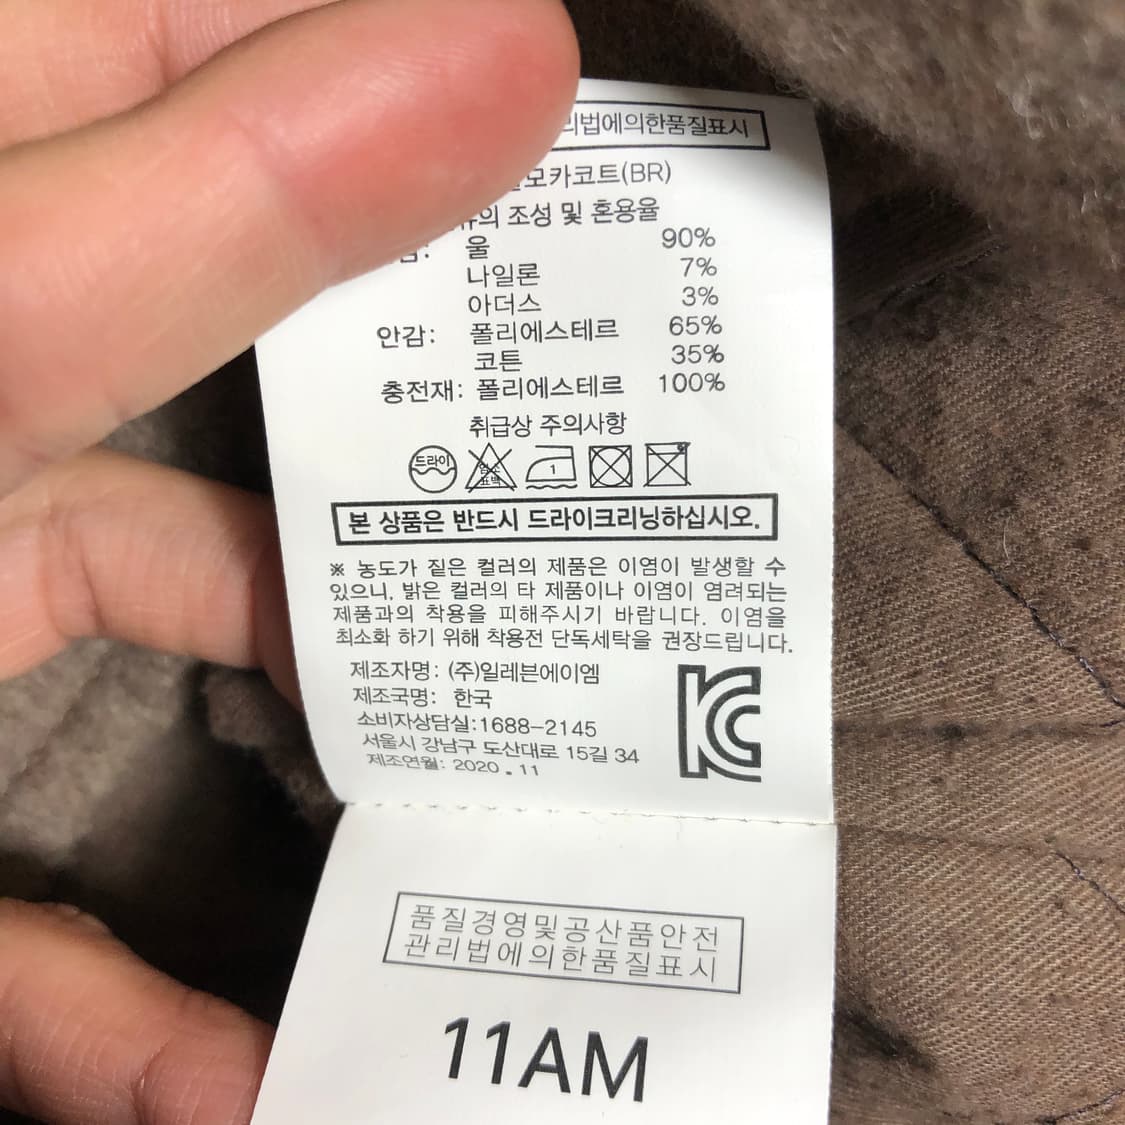 리법에의한품질표시
모카코트(BR)
조성 및 혼용율
울 90%
나일론 7%
아더스 3%
안감: 폴리에스테르 65%
코튼 35%
충전재: 폴리에스테르 100%
취급상 주의사항
드라이 염소 표백 1
본 상품은 반드시 드라이크리닝하십시오.
※ 농도가 짙은 컬러의 제품은 이염이 발생할 수
있으니, 밝은 컬러의 타 제품이나 이염이 염려되는
제품과의 착용을 피해주시기 바랍니다. 이염을
최소화 하기 위해 착용전 단독세탁을 권장드립니다.
제조자명: (주)일레븐에이엠
제조국명: 한국
소비자상담실:1688-2145
서울시 강남구 도산대로 15길 34
제조연월: 2020.11
KC
품질경영및공산품안전
관리법에의한품질표시
11AM